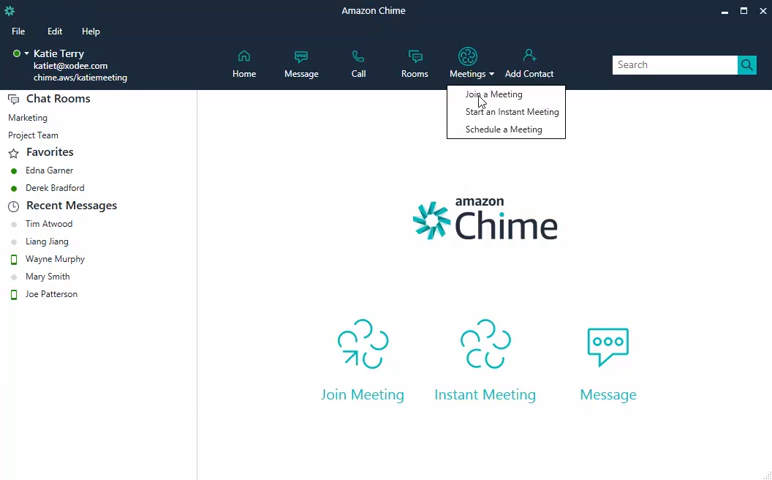 Amazon Chime
File Edit Help
Katie Terry
katiet@xodee.com
chime.aws/katiemeeting
Home Message Call Rooms Meetings Add Contact
Search
Join a Meeting
Start an Instant Meeting
Schedule a Meeting
Chat Rooms
Marketing
Project Team
Favorites
Edna Garner
Derek Bradford
Recent Messages
Tim Atwood
Liang Jiang
Wayne Murphy
Mary Smith
Joe Patterson
amazon
Chime
Join Meeting Instant Meeting Message